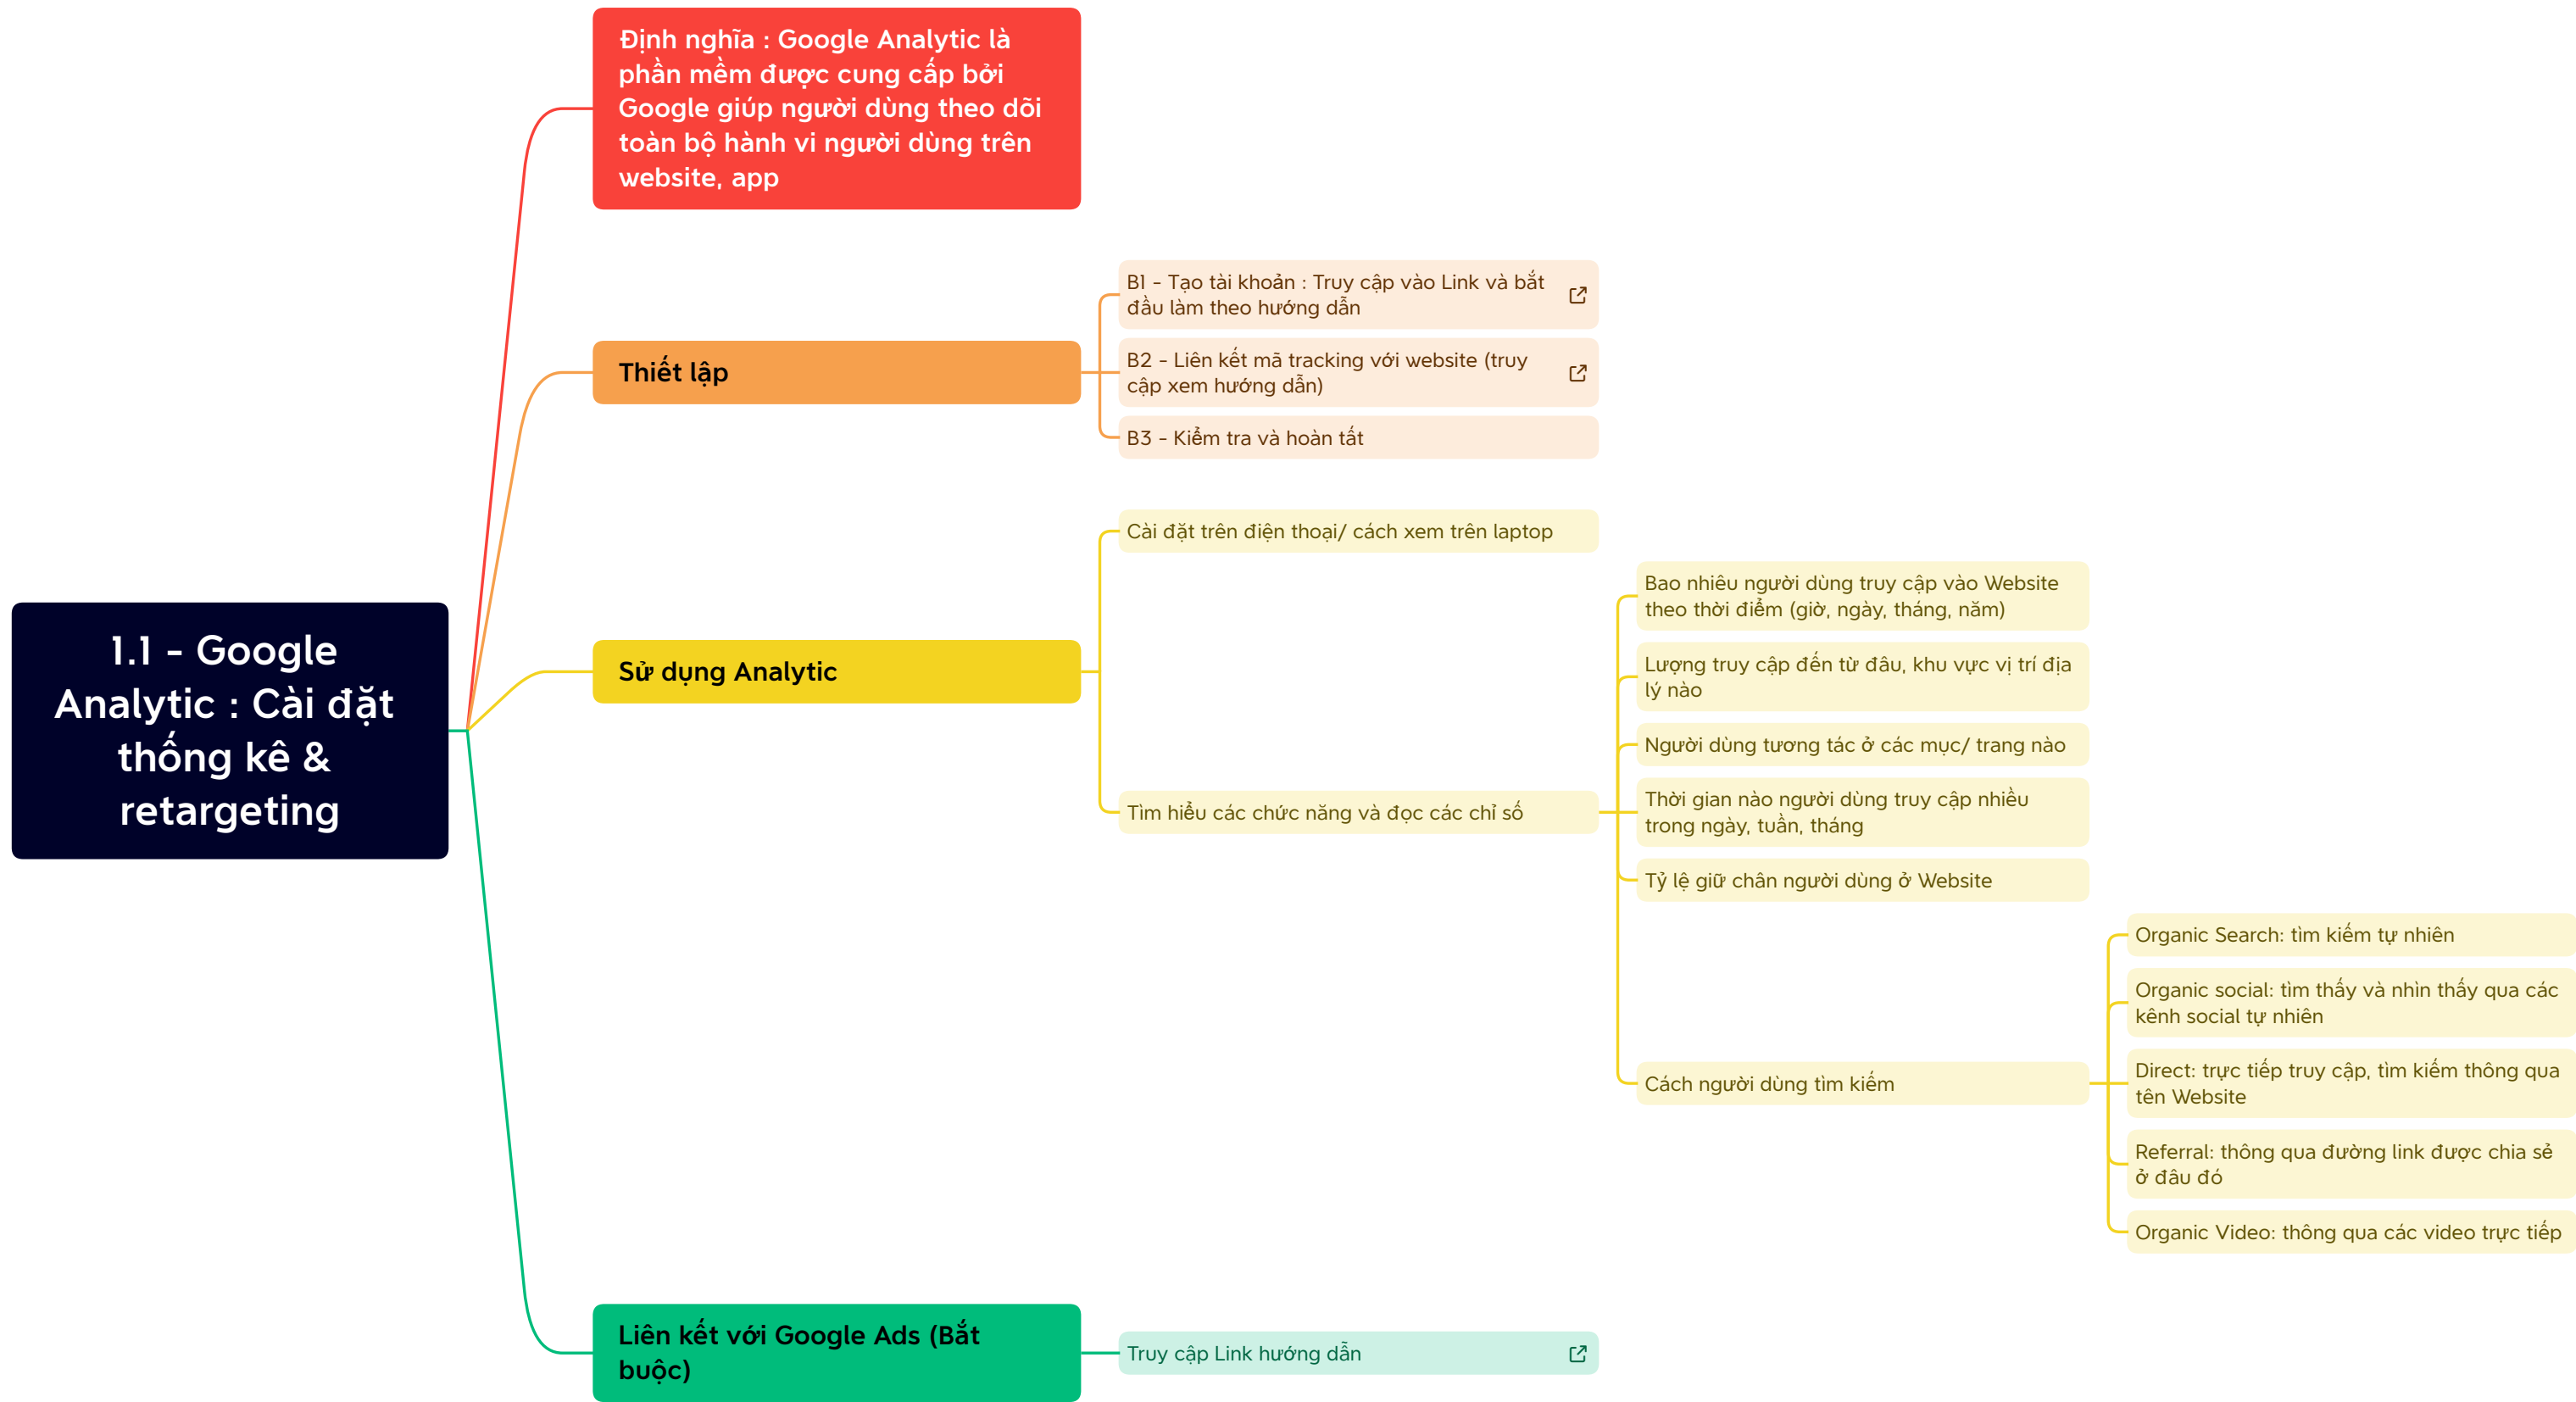 1.1 - Google
Analytic : Cài đặt
thống kê &
retargeting
Định nghĩa : Google Analytic là
phần mềm được cung cấp bởi
Google giúp người dùng theo dõi
toàn bộ hành vi người dùng trên
website, app
Thiết lập
B1 - Tạo tài khoản : Truy cập vào Link và bắt
đầu làm theo hướng dẫn
B2 - Liên kết mã tracking với website (truy
cập xem hướng dẫn)
B3 - Kiểm tra và hoàn tất
Sử dụng Analytic
Cài đặt trên điện thoại/ cách xem trên laptop
Tìm hiểu các chức năng và đọc các chỉ số
Bao nhiêu người dùng truy cập vào Website
theo thời điểm (giờ, ngày, tháng, năm)
Lượng truy cập đến từ đâu, khu vực vị trí địa
lý nào
Người dùng tương tác ở các mục/ trang nào
Thời gian nào người dùng truy cập nhiều
trong ngày, tuần, tháng
Tỷ lệ giữ chân người dùng ở Website
Cách người dùng tìm kiếm
Organic Search: tìm kiếm tự nhiên
Organic social: tìm thấy và nhìn thấy qua các
kênh social tự nhiên
Direct: trực tiếp truy cập, tìm kiếm thông qua
tên Website
Referral: thông qua đường link được chia sẻ
ở đâu đó
Organic Video: thông qua các video trực tiếp
Liên kết với Google Ads (Bắt
buộc)
Truy cập Link hướng dẫn